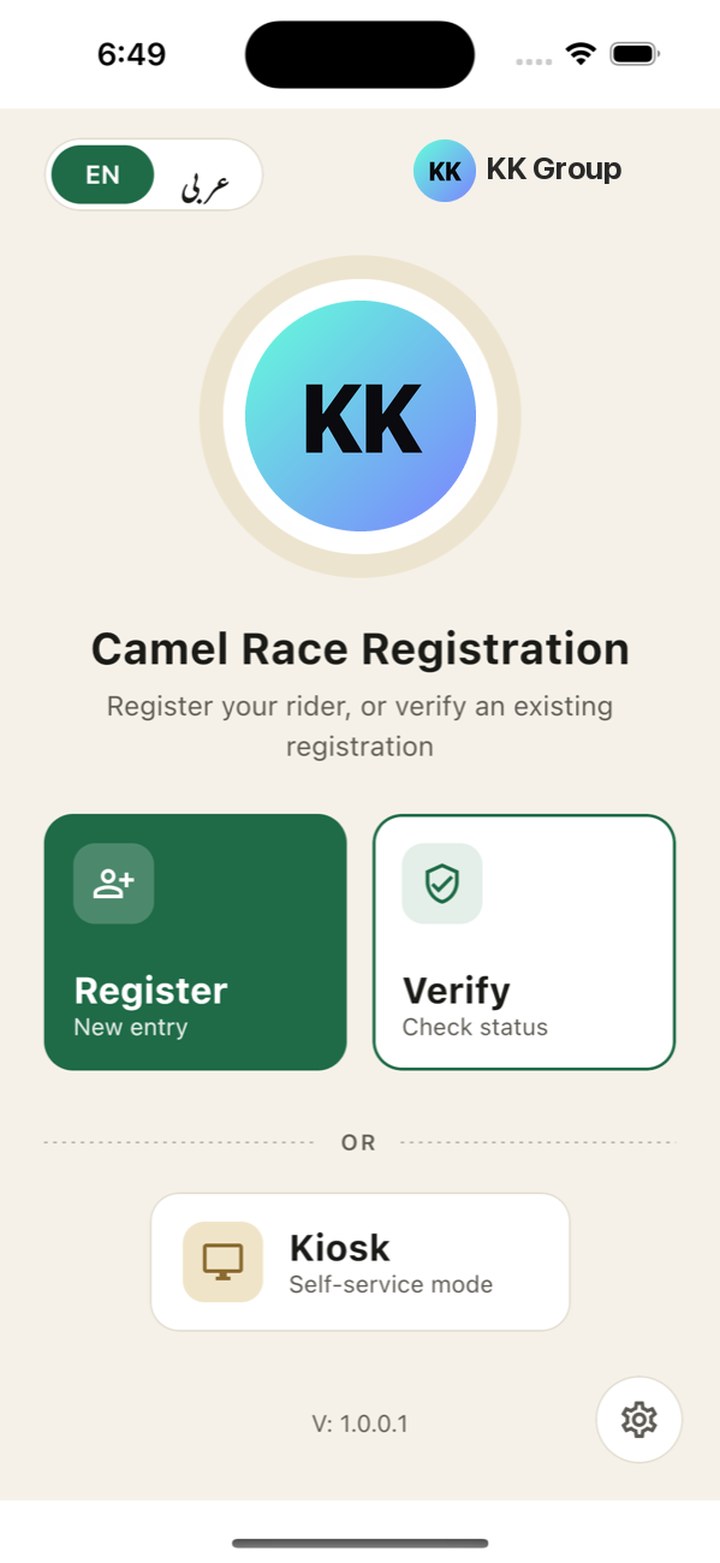 6:49
EN
عربي
KK
KK Group
KK
Camel Race Registration
Register your rider, or verify an existing
registration
Register
New entry
Verify
Check status
OR
Kiosk
Self-service mode
V: 1.0.0.1